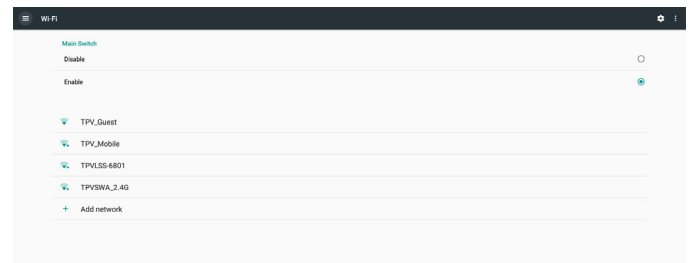 Wi-Fi
Main Switch
Disable
Enable
TPV_Guest
TPV_Mobile
TPVLSS-6801
TPVSWA_2.4G
Add network